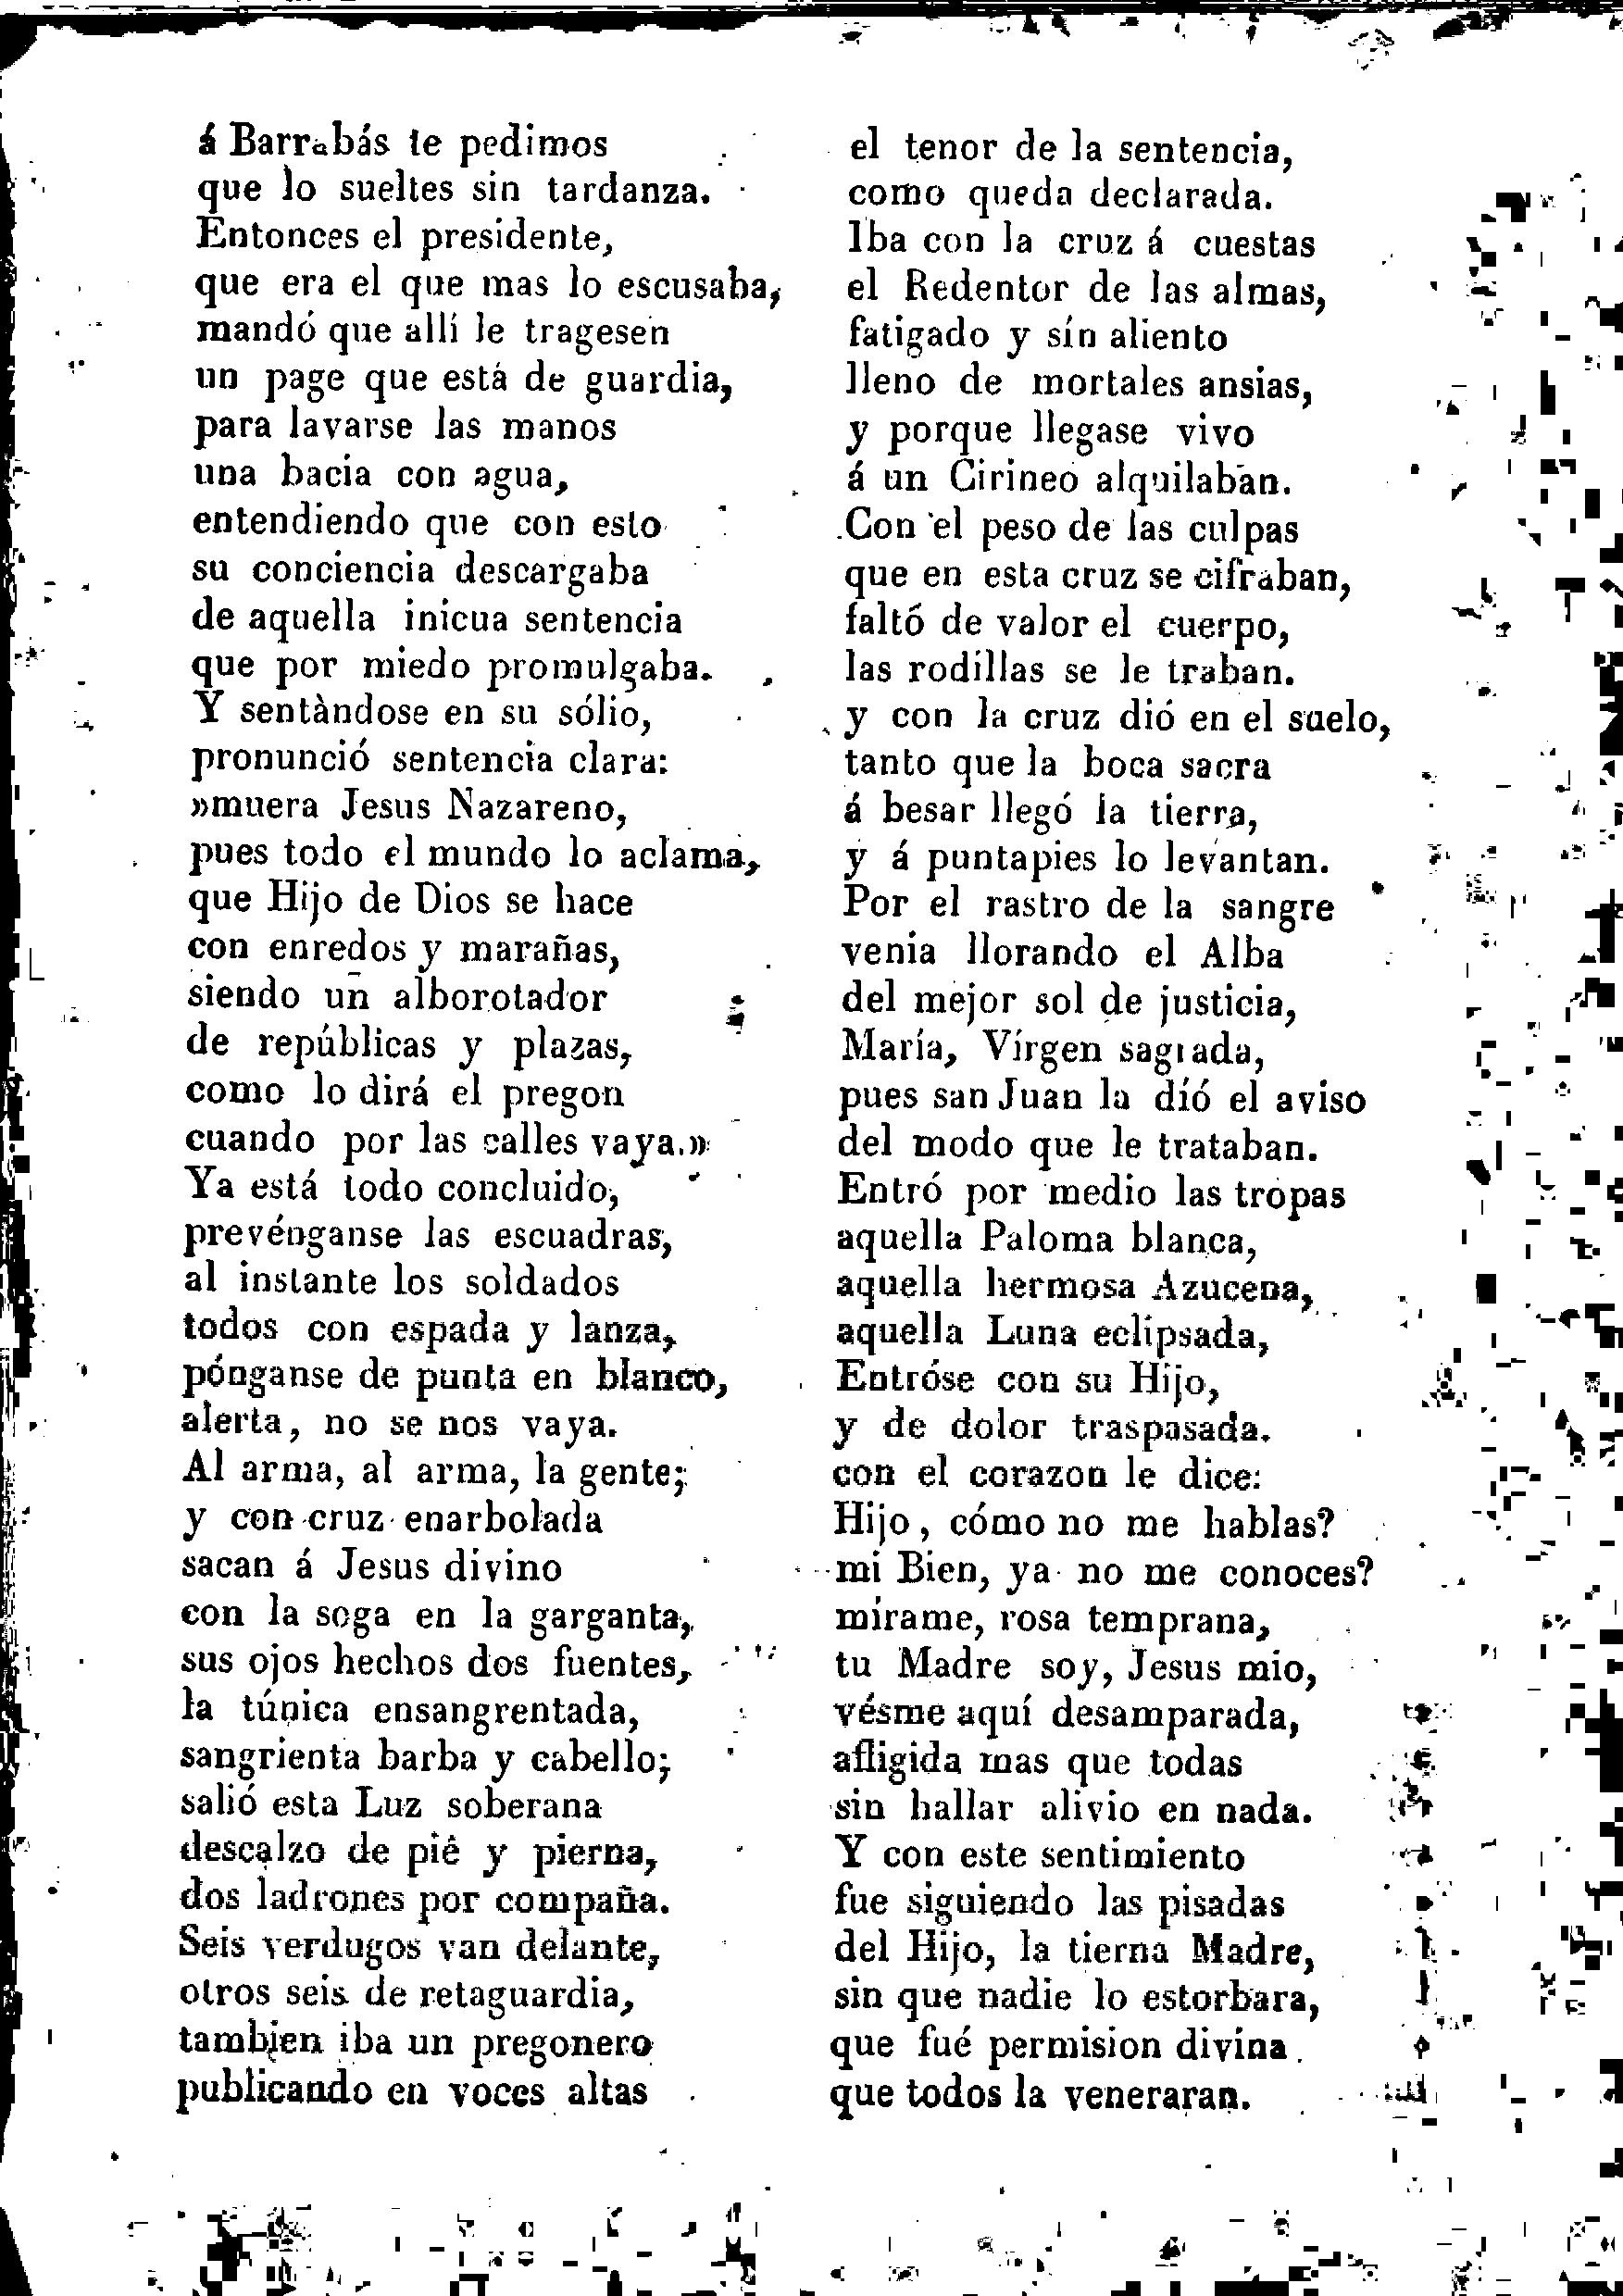 á Barrabás te pedimos
que lo sueltes sin tardanza.
Entonces el presidente,
que era el que mas lo escusaba,
mandó que allí le tragesen
un page que está de guardia,
para lavarse las manos
una bacia con agua,
entendiendo que con esto
su conciencia descargaba
de aquella inicua sentencia
que por miedo promulgaba.
Y sentàndose en su sólio,
pronunció sentencia clara:
»muera Jesus Nazareno,
pues todo el mundo lo aclama,
que Hijo de Dios se hace
con enredos y marañas,
siendo un alborotador
de repúblicas y plazas,
como lo dirá el pregon
cuando por las calles vaya.»
Ya está todo concluido,
prevénganse las escuadras,
al instante los soldados
todos con espada y lanza,
pónganse de punta en blanco,
alerta, no se nos vaya.
Al arma, al arma, la gente;
y con cruz enarbolada
sacan á Jesus divino
con la soga en la garganta,
sus ojos hechos dos fuentes,
la túnica ensangrentada,
sangrienta barba y cabello;
salió esta Luz soberana
descalzo de pié y pierna,
dos ladrones por compaña.
Seis verdugos van delante,
otros seis de retaguardia,
tambien iba un pregonero
publicando en voces altas
el tenor de la sentencia,
como queda declarada.
Iba con la cruz á cuestas
el Redentor de las almas,
fatigado y sín aliento
lleno de mortales ansias,
y porque llegase vivo
á un Cirineo alquilaban.
Con el peso de las culpas
que en esta cruz se cifraban,
faltó de valor el cuerpo,
las rodillas se le traban.
y con la cruz dió en el suelo,
tanto que la boca sacra
á besar llegó la tierra,
y á puntapies lo levantan.
Por el rastro de la sangre
venia llorando el Alba
del mejor sol de justicia,
María, Vírgen sagrada,
pues san Juan la díó el aviso
del modo que le trataban.
Entró por medio las tropas
aquella Paloma blanca,
aquella hermosa Azucena,
aquella Luna eclipsada,
Entróse con su Hijo,
y de dolor traspasada.
con el corazon le dice:
Hijo, cómo no me hablas?
mi Bien, ya no me conoces?
mirame, rosa temprana,
tu Madre soy, Jesus mio,
vésme aquí desamparada,
afligida mas que todas
sin hallar alivio en nada.
Y con este sentimiento
fue siguiendo las pisadas
del Hijo, la tierna Madre,
sin que nadie lo estorbara,
que fué permision divina
que todos la veneraran.